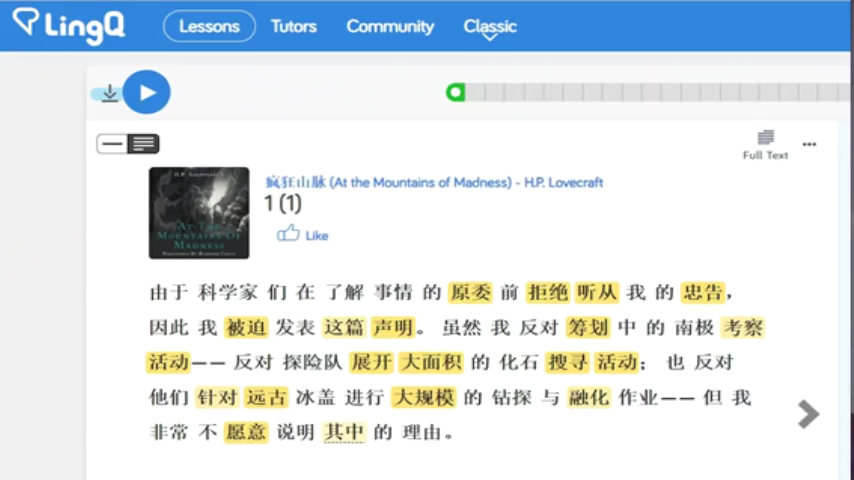 LingQ
Lessons Tutors Community Classic
Full Text
疯狂山脉 (At the Mountains of Madness) - H.P. Lovecraft
1 (1)
Like
H.P. LOVECRAFT
AT THE
MOUNTAINS OF
MADNESS
由于 科学家 们 在 了解 事情 的 原委 前 拒绝 听从 我 的 忠告，
因此 我 被迫 发表 这篇 声明。 虽然 我 反对 筹划 中 的 南极 考察
活动—— 反对 探险队 展开 大面积 的 化石 搜寻 活动； 也 反对
他们 针对 远古 冰盖 进行 大规模 的 钻探 与 融化 作业—— 但 我
非常 不 愿意 说明 其中 的 理由。